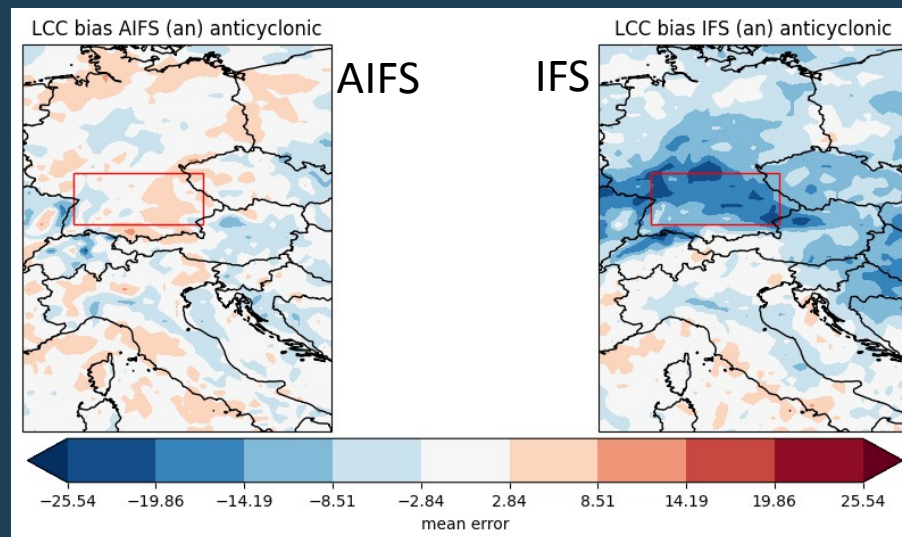 LCC bias AIFS (an) anticyclonic
LCC bias IFS (an) anticyclonic
AIFS
IFS
−25.54 −19.86 −14.19 −8.51 −2.84 2.84 8.51 14.19 19.86 25.54
mean error